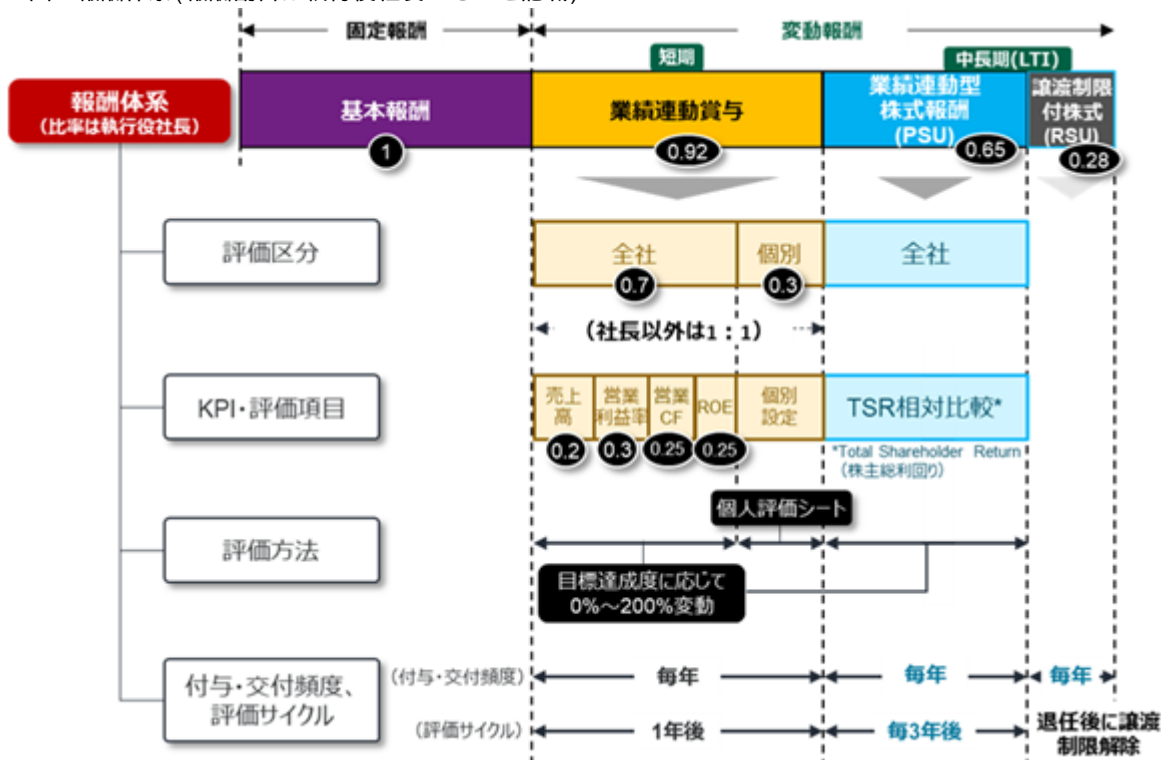 固定報酬
変動報酬
短期
中長期(LTI)
報酬体系
（比率は執行役社長）
基本報酬
1
業績連動賞与
0.92
業績連動型
株式報酬
(PSU)
0.65
譲渡制限
付株式
(RSU)
0.28
評価区分
全社
0.7
個別
0.3
全社
（社長以外は1：1）
KPI・評価項目
売上
高
0.2
営業
利益率
0.3
営業
CF
0.25
ROE
0.25
個別
設定
TSR相対比較*
*Total Shareholder Return
（株主総利回り）
個人評価シート
評価方法
目標達成度に応じて
0%～200%変動
付与・交付頻度、
評価サイクル
（付与・交付頻度）
毎年
毎年
毎年
（評価サイクル）
1年後
毎3年後
退任後に譲渡
制限解除